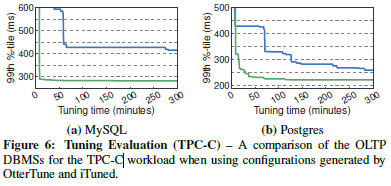 600
500
400
300
99th %-tile (ms)
0 50 100 150 200 250 300
Tuning time (minutes)
(a) MySQL
500
400
300
200
99th %-tile (ms)
0 50 100 150 200 250 300
Tuning time (minutes)
(b) Postgres
Figure 6: Tuning Evaluation (TPC-C) – A comparison of the OLTP
DBMSs for the TPC-C workload when using configurations generated by
OtterTune and iTuned.